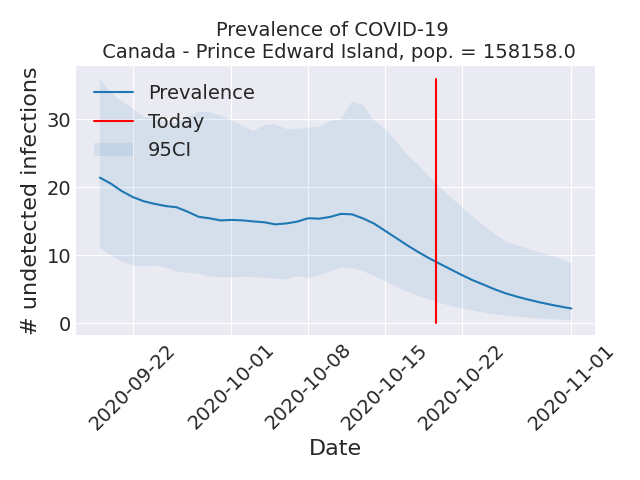 Prevalence of COVID-19
Canada - Prince Edward Island, pop. = 158158.0
Prevalence
Today
95CI
# undetected infections
30
20
10
0
2020-09-22
2020-10-01
2020-10-08
2020-10-15
2020-10-22
2020-11-01
Date